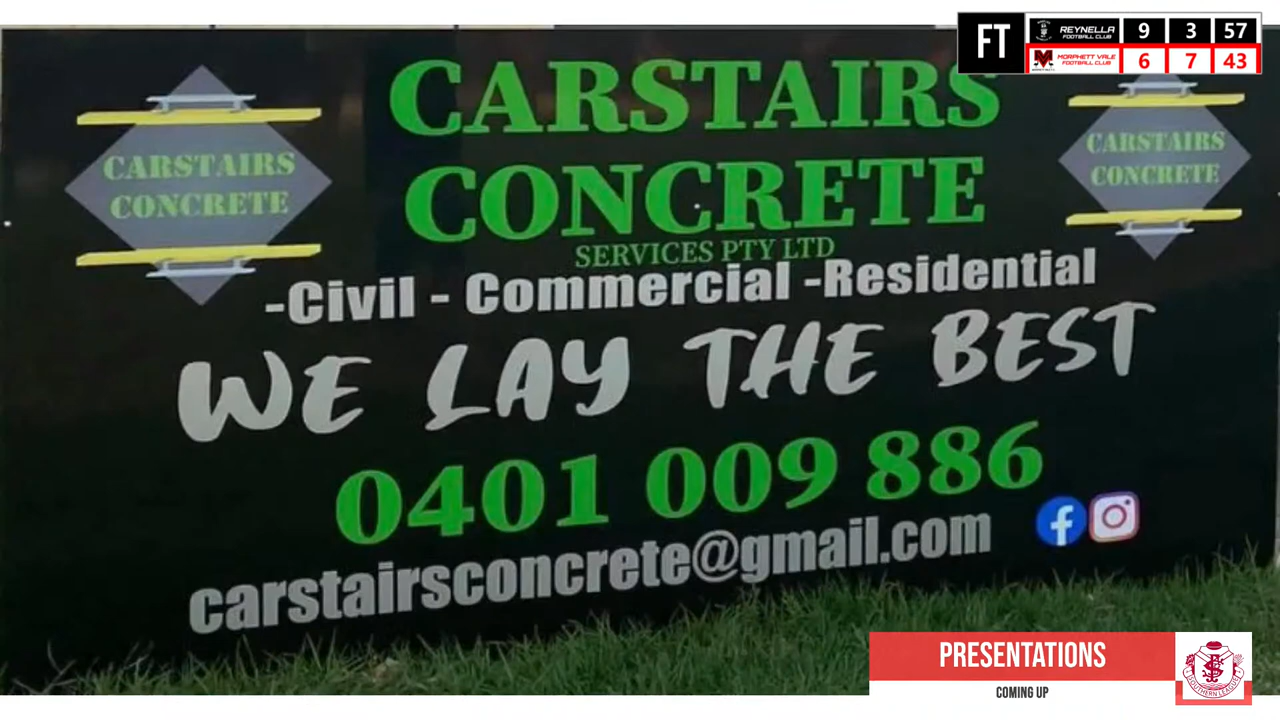 FT
REYNELLA FOOTBALL CLUB 9 3 57
MORPHETT VALE FOOTBALL CLUB 6 7 43
CARSTAIRS
CONCRETE
SERVICES PTY LTD
CARSTAIRS
CONCRETE
CARSTAIRS
CONCRETE
-Civil - Commercial -Residential
WE LAY THE BEST
0401 009 886
carstairsconcrete@gmail.com
PRESENTATIONS
COMING UP
SOUTHERN LEAGUE